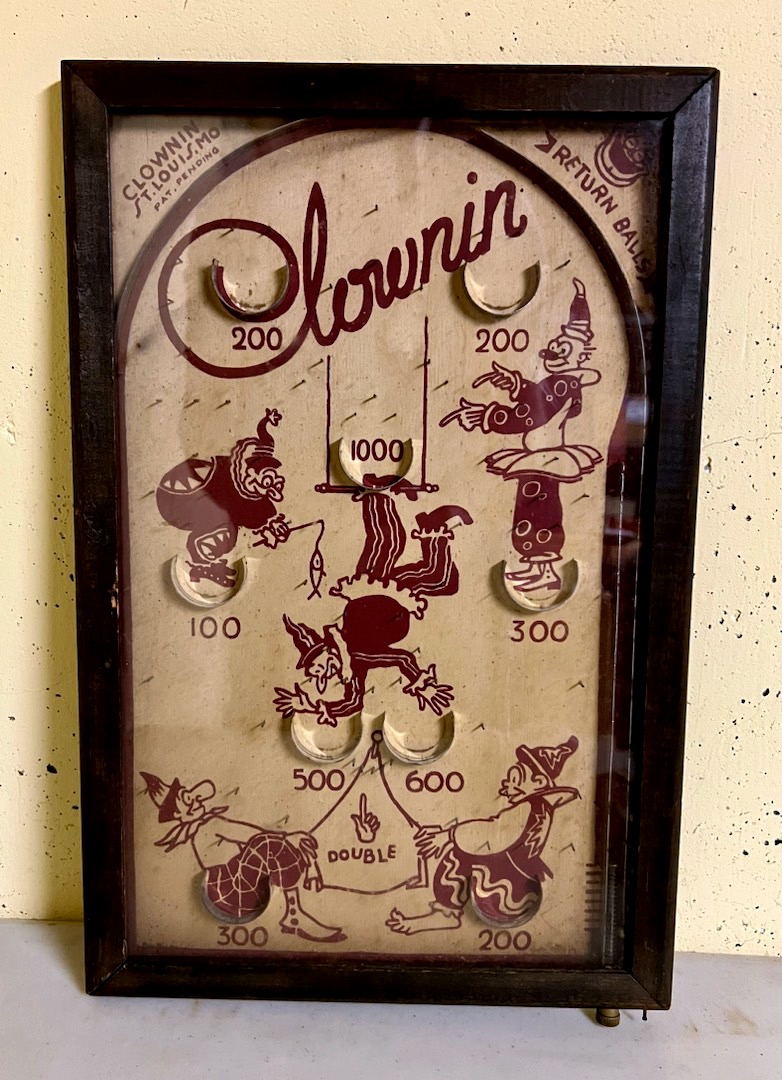 CLOWNIN
ST. LOUIS. MO
PAT. PENDING
RETURN BALLS
Clownin
200
200
1000
100
300
500
600
DOUBLE
300
200